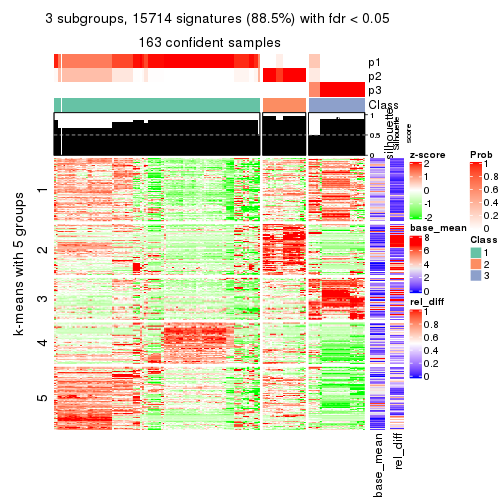 3 subgroups, 15714 signatures (88.5%) with fdr < 0.05
163 confident samples
p1
p2
p3
Class
1
0.5
0
silhouette
Silhouette
score
k-means with 5 groups
1
2
3
4
5
base_mean
rel_diff
z-score
2
1
0
-1
-2
base_mean
8
6
4
2
0
rel_diff
1
0.8
0.6
0.4
0.2
0
Prob
1
0.8
0.6
0.4
0.2
0
Class
1
2
3